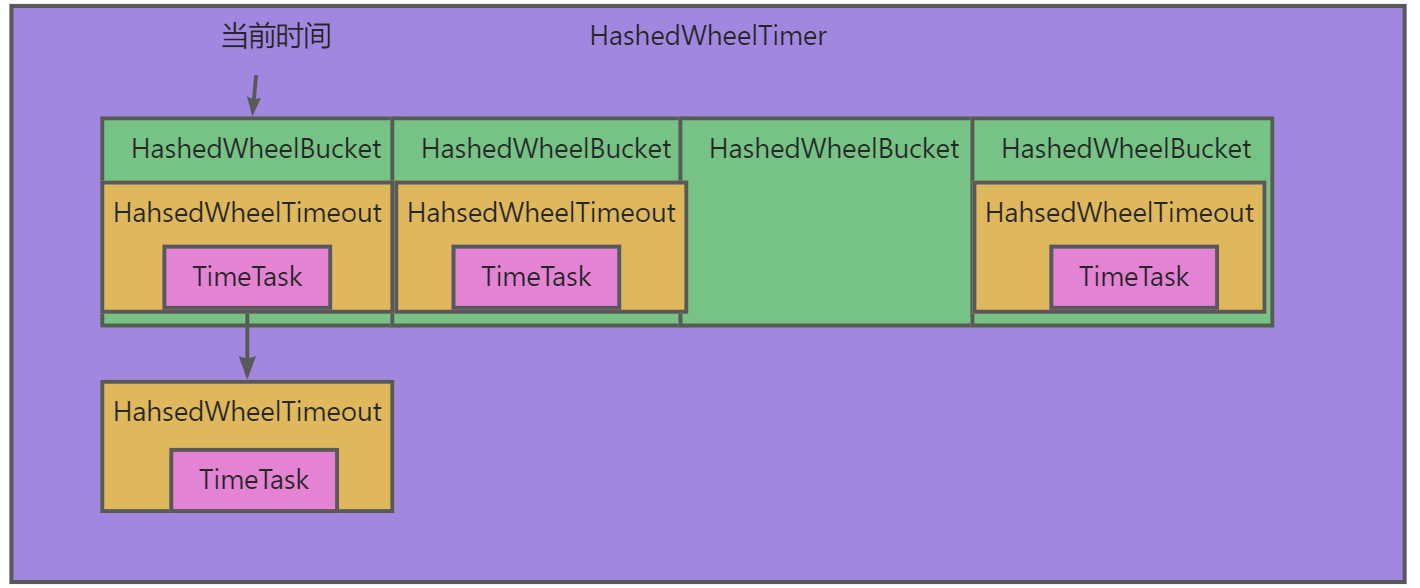 当前时间
HashedWheelTimer
HashedWheelBucket
HashedWheelBucket
HashedWheelBucket
HashedWheelBucket
HahsedWheelTimeout
HahsedWheelTimeout
HahsedWheelTimeout
TimeTask
TimeTask
TimeTask
HahsedWheelTimeout
TimeTask